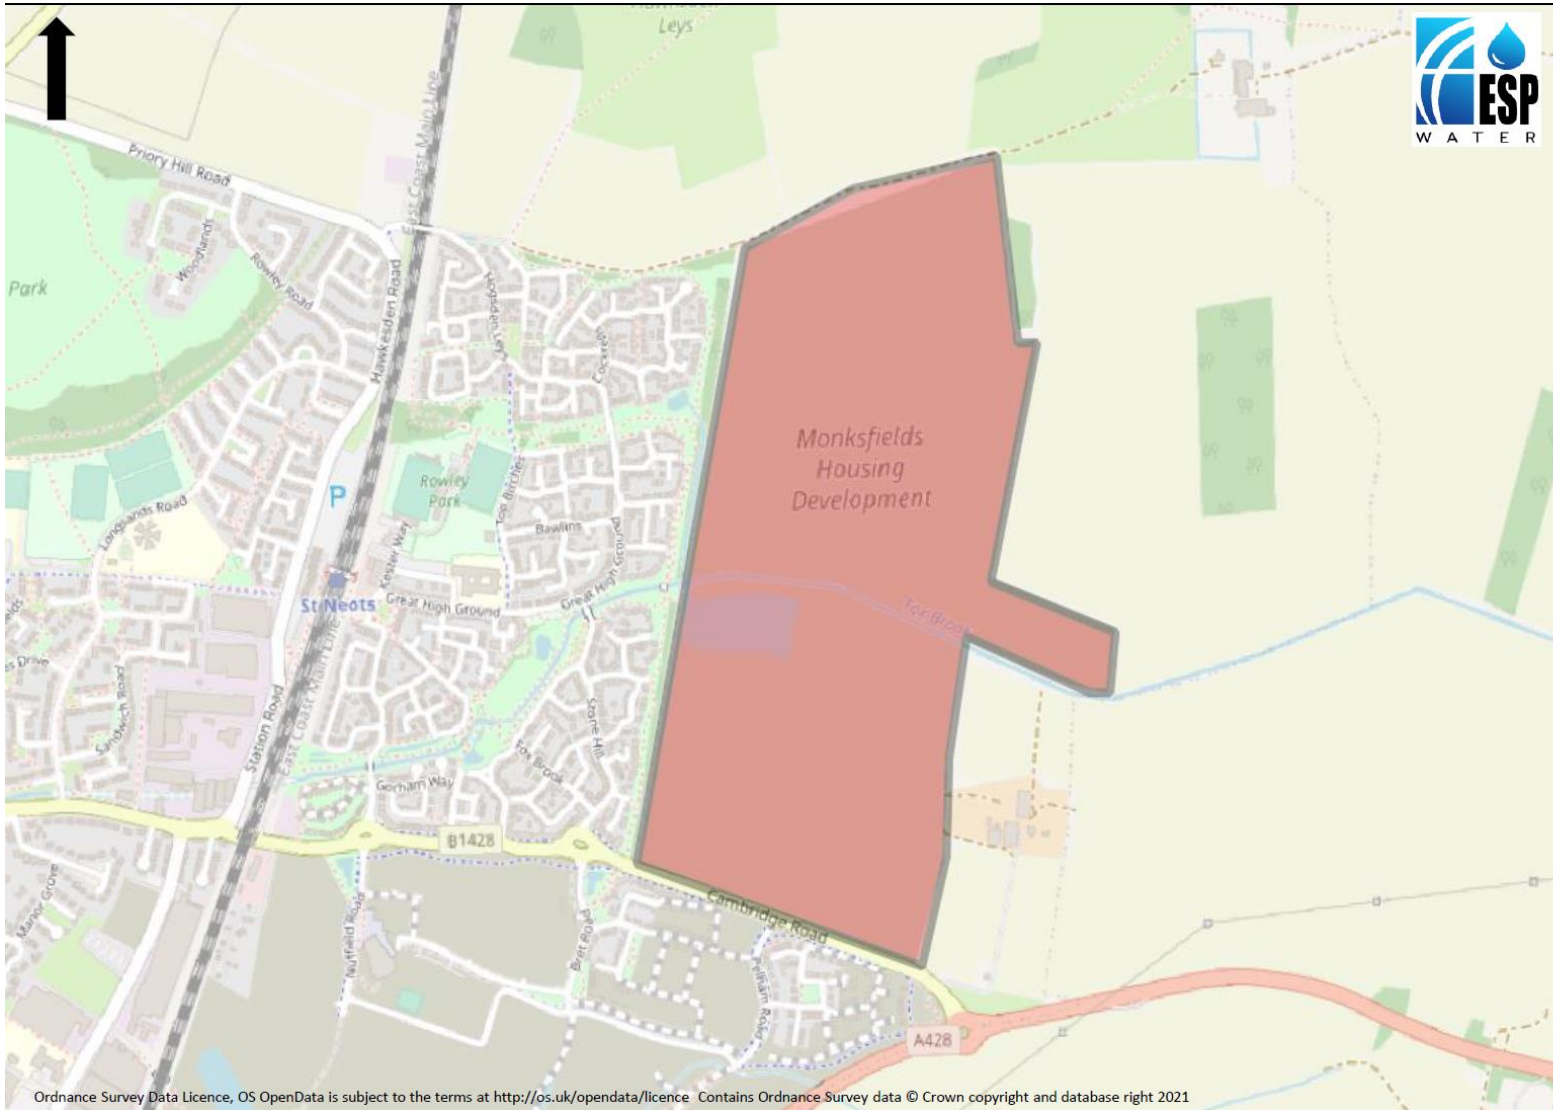 Leys
ESP
WATER
Priory Hill Road
East Coast Main Line
Woodlands
Rowley Road
Park
Hawkesden Road
Hogsden Leys
Monksfields
Housing
Development
P
Rowley
Park
Top Birches
Bawlins
Longsands Road
Kester Way
Great High Ground
Great High Ground
St Neots
Fox Brook
Drive
Sandwich Road
Station Road
East Coast Main Line
Stone Hill
Fox Brook
Gorham Way
B1428
Cambridge Road
Manor Grove
Nuffield Road
Bret Road
Pelham Road
A428
Ordnance Survey Data Licence, OS OpenData is subject to the terms at http://os.uk/opendata/licence Contains Ordnance Survey data © Crown copyright and database right 2021